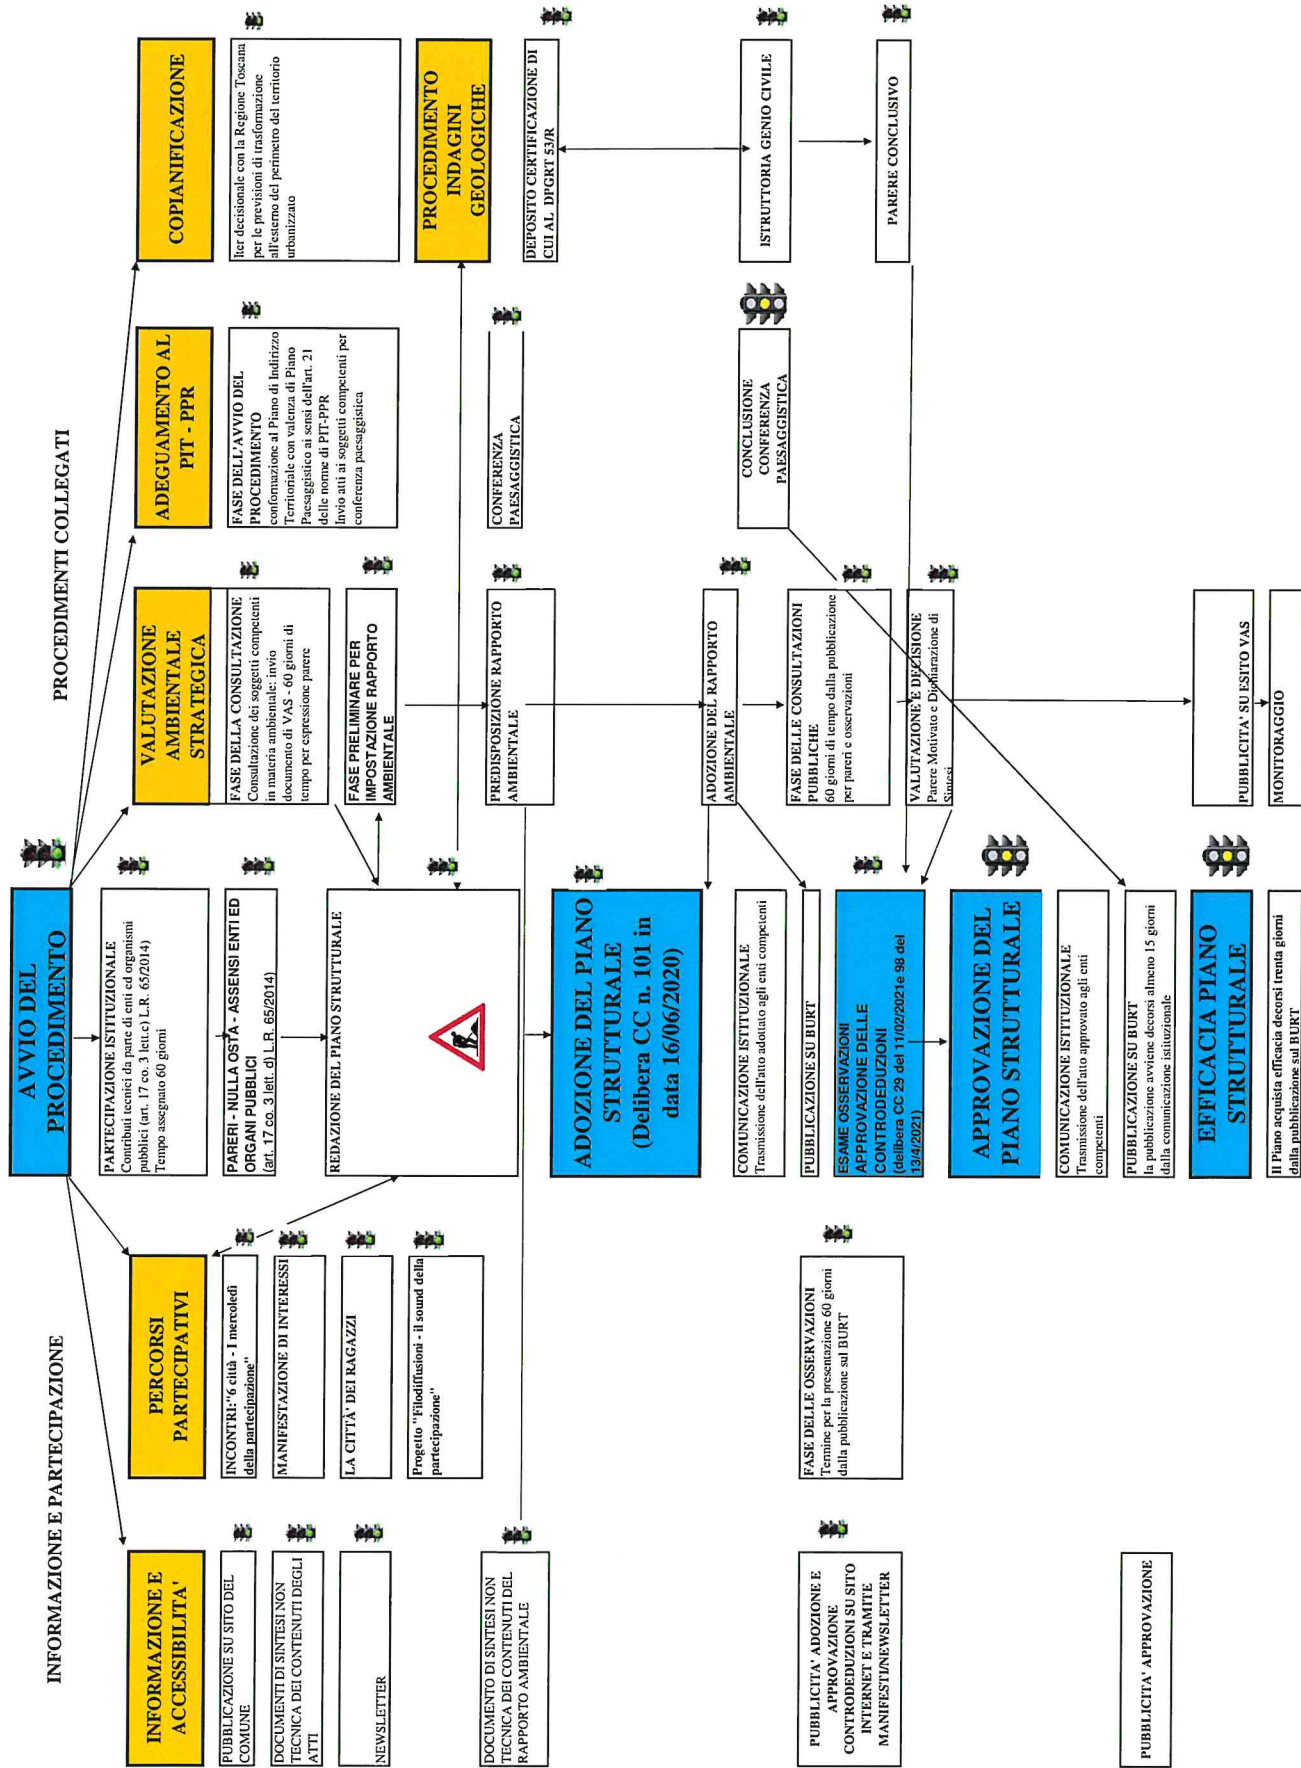 INFORMAZIONE E PARTECIPAZIONE
PROCEDIMENTI COLLEGATI
AVVIO DEL
PROCEDIMENTO
INFORMAZIONE E
ACCESSIBILITA'
PUBBLICAZIONE SU SITO DEL
COMUNE
DOCUMENTI DI SINTESI NON
TECNICA DEI CONTENUTI DEGLI
ATTI
NEWSLETTER
DOCUMENTO DI SINTESI NON
TECNICA DEI CONTENUTI DEL
RAPPORTO AMBIENTALE
PUBBLICITA' ADOZIONE E
APPROVAZIONE
CONTRODEDUZIONI SU SITO
INTERNET E TRAMITE
MANIFESTI/NEWSLETTER
PUBBLICITA' APPROVAZIONE
PERCORSI
PARTECIPATIVI
INCONTRI:"6 città - I mercoledì
della partecipazione"
MANIFESTAZIONE DI INTERESSI
LA CITTÀ' DEI RAGAZZI
Progetto "Filodiffusioni - il sound della
partecipazione"
FASE DELLE OSSERVAZIONI
Termine per la presentazione 60 giorni
dalla pubblicazione sul BURT
PARTECIPAZIONE ISTITUZIONALE
Contributi tecnici da parte di enti ed organismi
pubblici (art. 17 co. 3 lett.c) L.R. 65/2014)
Tempo assegnato 60 giorni
PARERI - NULLA OSTA - ASSENSI ENTI ED
ORGANI PUBBLICI
(art. 17 co. 3 lett. d) L.R. 65/2014)
REDAZIONE DEL PIANO STRUTTURALE
ADOZIONE DEL PIANO
STRUTTURALE
(Delibera CC n. 101 in
data 16/06/2020)
COMUNICAZIONE ISTITUZIONALE
Trasmissione dell'atto adottato agli enti competenti
PUBBLICAZIONE SU BURT
ESAME OSSERVAZIONI
APPROVAZIONE DELLE
CONTRODEDUZIONI
(delibera CC 29 del 11/02/2021e 98 del
13/4/2021)
APPROVAZIONE DEL
PIANO STRUTTURALE
COMUNICAZIONE ISTITUZIONALE
Trasmissione dell'atto approvato agli enti
competenti
PUBBLICAZIONE SU BURT
la pubblicazione avviene decorsi almeno 15 giorni
dalla comunicazione istituzionale
EFFICACIA PIANO
STRUTTURALE
Il Piano acquista efficacia decorsi trenta giorni
dalla pubblicazione sul BURT
VALUTAZIONE
AMBIENTALE
STRATEGICA
FASE DELLA CONSULTAZIONE
Consultazione dei soggetti competenti
in materia ambientale: invio
documento di VAS - 60 giorni di
tempo per espressione parere
FASE PRELIMINARE PER
IMPOSTAZIONE RAPPORTO
AMBIENTALE
PREDISPOSIZIONE RAPPORTO
AMBIENTALE
ADOZIONE DEL RAPPORTO
AMBIENTALE
FASE DELLE CONSULTAZIONI
PUBBLICHE
60 giorni di tempo dalla pubblicazione
per pareri e osservazioni
VALUTAZIONE E DECISIONE
Parere Motivato e Dichiarazione di
Sintesi
PUBBLICITA' SU ESITO VAS
MONITORAGGIO
ADEGUAMENTO AL
PIT - PPR
FASE DELL'AVVIO DEL
PROCEDIMENTO
conformazione al Piano di Indirizzo
Territoriale con valenza di Piano
Paesaggistico ai sensi dell'art. 21
delle norme di PIT-PPR
Invio atti ai soggetti competenti per
conferenza paesaggistica
CONFERENZA
PAESAGGISTICA
CONCLUSIONE
CONFERENZA
PAESAGGISTICA
COPIANIFICAZIONE
Iter decisionale con la Regione Toscana
per le previsioni di trasformazione
all'esterno del perimetro del territorio
urbanizzato
PROCEDIMENTO
INDAGINI
GEOLOGICHE
DEPOSITO CERTIFICAZIONE DI
CUI AL DPGRT 53/R
ISTRUTTORIA GENIO CIVILE
PARERE CONCLUSIVO